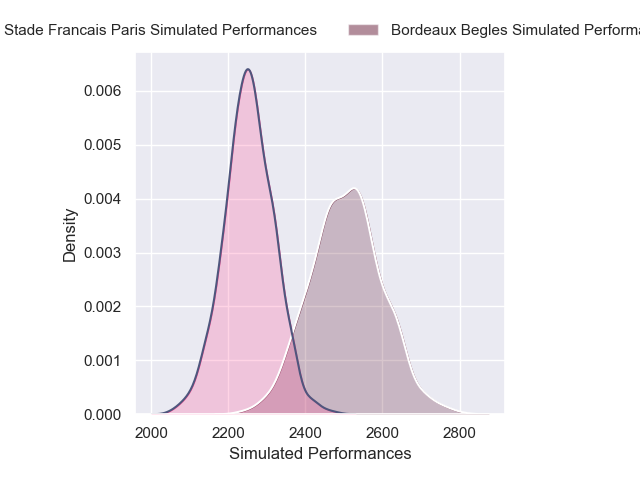 Stade Francais Paris Simulated Performances Bordeaux Begles Simulated
0.006
0.005
0.004
0.003
0.002
0.001
0.000
Density
2000 2200 2400 2600 2800
Simulated Performances